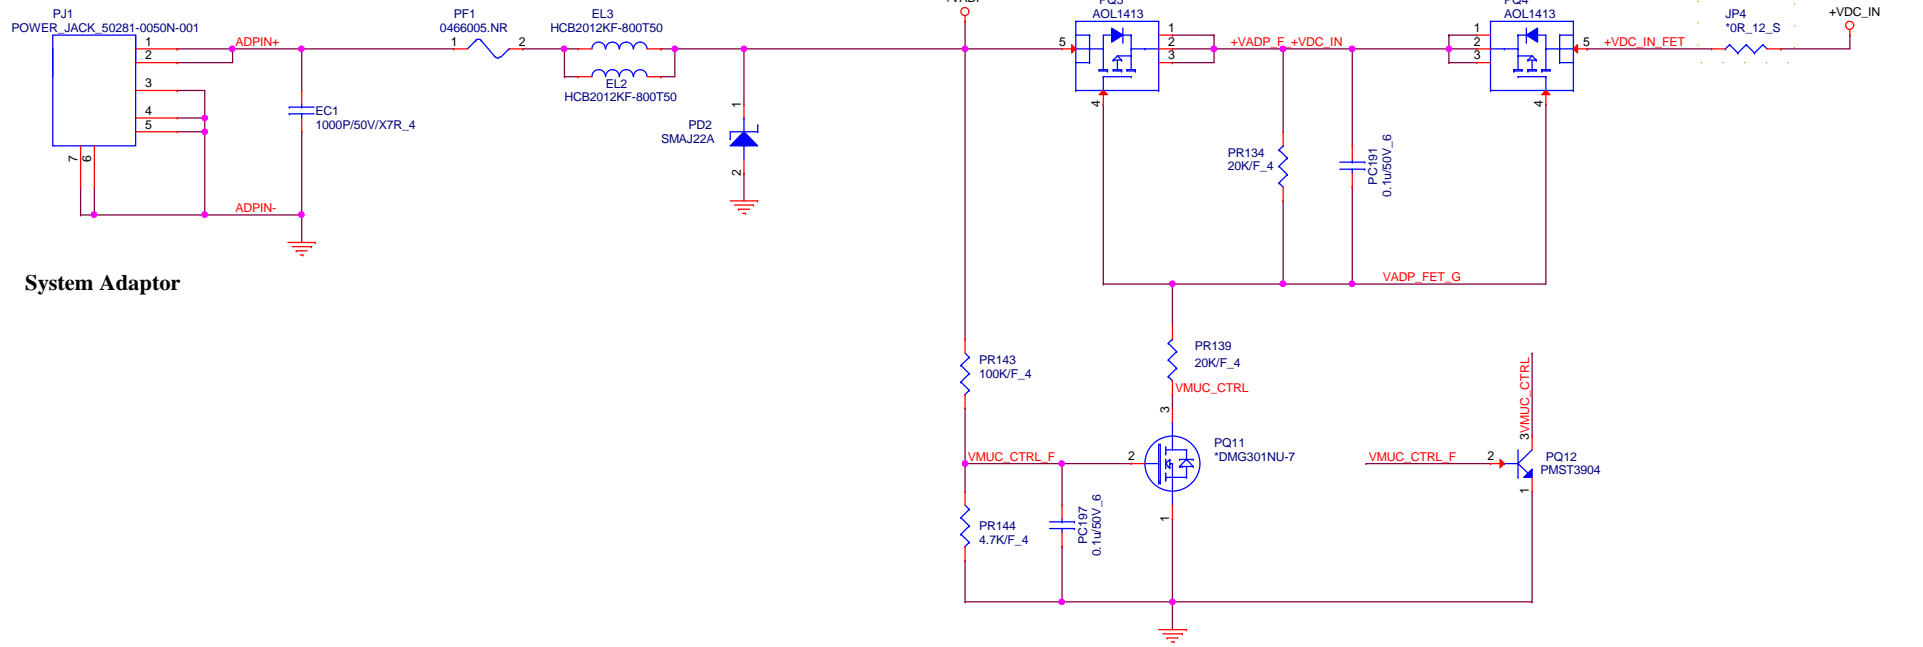 PJ1
POWER_JACK_50281-0050N-001
1
2
3
4
5
7
6
ADPIN+
ADPIN-
EC1
1000P/50V/X7R_4
PF1
0466005.NR
1
2
EL3
HCB2012KF-800T50
EL2
HCB2012KF-800T50
PD2
SMAJ22A
1
2
System Adaptor
AOL1413
5
1
2
3
4
+VADP_F_+VDC_IN
PR134
20K/F_4
PC191
0.1u/50V_6
AOL1413
1
2
3
5
4
+VDC_IN_FET
JP4
*0R_12_S
+VDC_IN
VADP_FET_G
PR143
100K/F_4
PR139
20K/F_4
VMUC_CTRL
3
VMUC_CTRL_F
2
PQ11
*DMG301NU-7
1
PR144
4.7K/F_4
PC197
0.1u/50V_6
VMUC_CTRL
3
VMUC_CTRL_F
2
PQ12
PMST3904
1